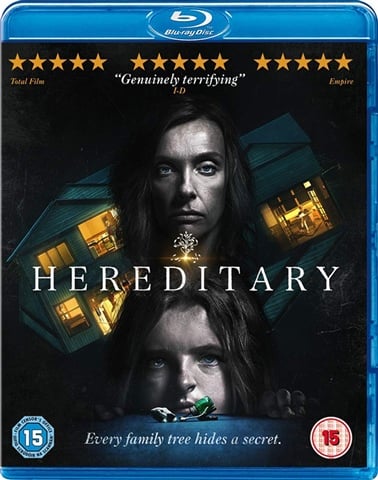 Blu-ray Disc
Total Film
"Genuinely terrifying"
I-D
Empire
HEREDITARY
15
Every family tree hides a secret.
15